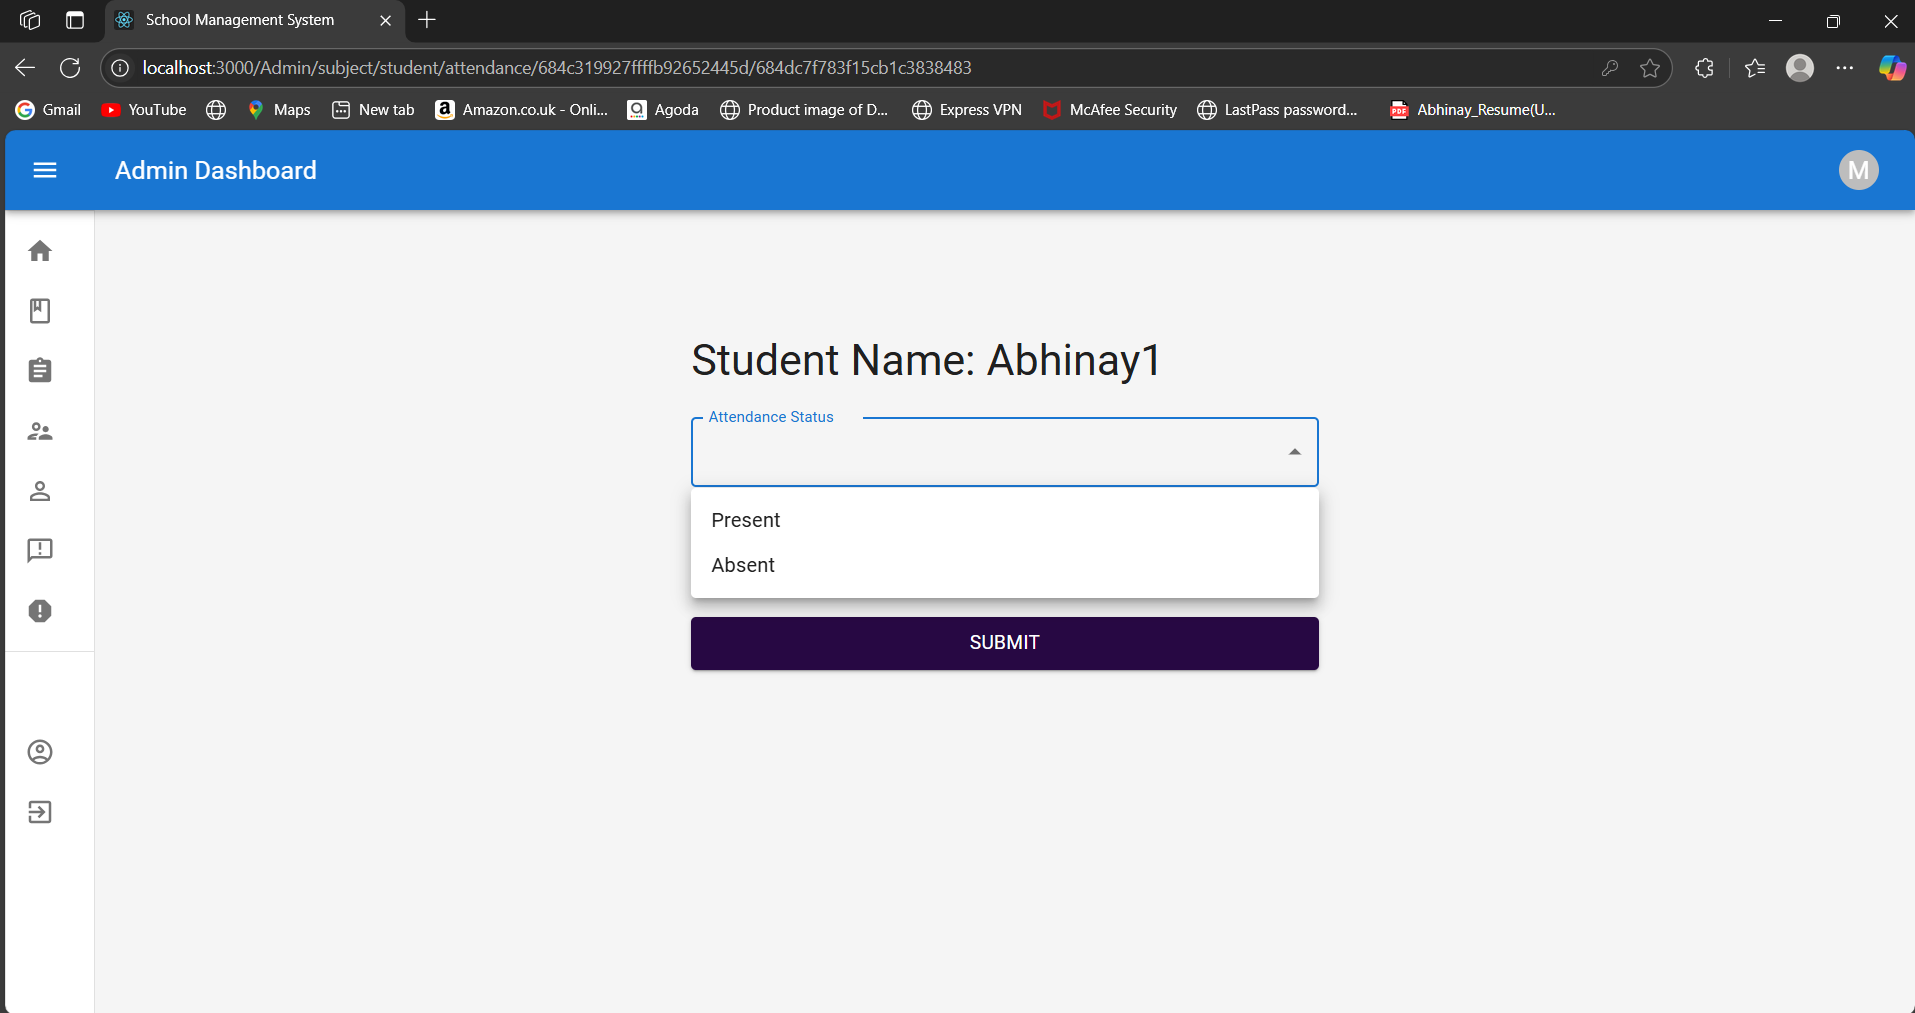 School Management System
localhost:3000/Admin/subject/student/attendance/684c319927ffffb92652445d/684dc7f783f15cb1c3838483
Gmail YouTube Maps New tab Amazon.co.uk - Onli... Agoda Product image of D... Express VPN McAfee Security LastPass password... PDF Abhinay_Resume(U...
Admin Dashboard M
Student Name: Abhinay1
Attendance Status
Present
Absent
SUBMIT